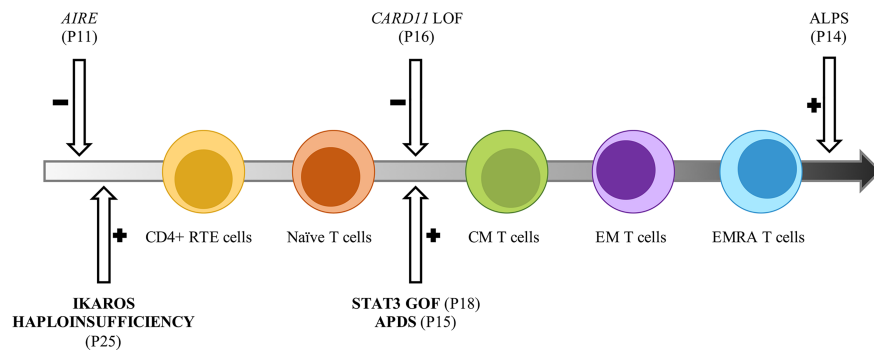 AIRE
(P11)
CARD11 LOF
(P16)
ALPS
(P14)
CD4+ RTE cells
Naïve T cells
CM T cells
EM T cells
EMRA T cells
IKAROS
HAPLOINSUFFICIENCY
(P25)
STAT3 GOF (P18)
APDS (P15)